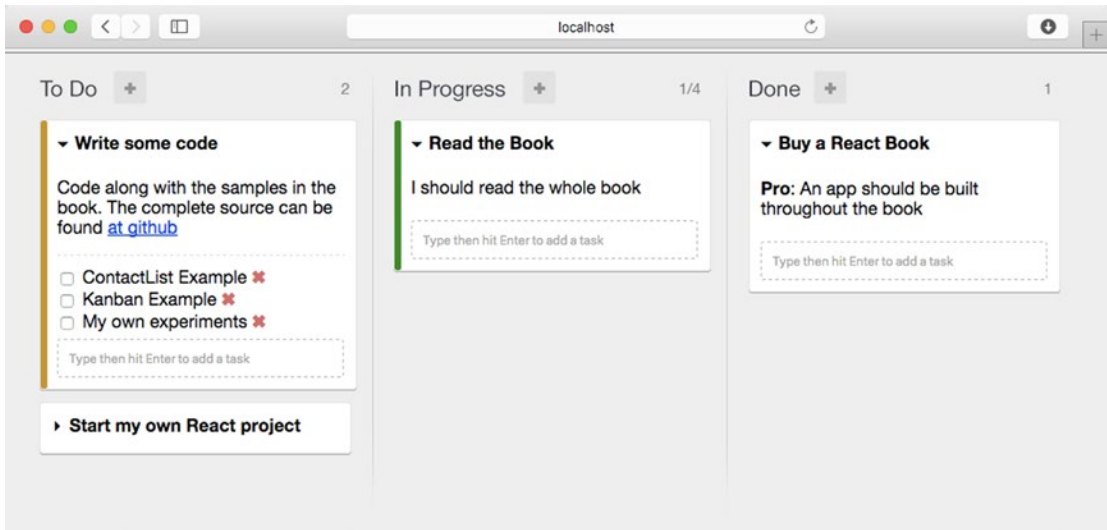 localhost
To Do + 2
Write some code
Code along with the samples in the
book. The complete source can be
found at github
ContactList Example ✖
Kanban Example ✖
My own experiments ✖
Type then hit Enter to add a task
Start my own React project
In Progress + 1/4
Read the Book
I should read the whole book
Type then hit Enter to add a task
Done + 1
Buy a React Book
Pro: An app should be built
throughout the book
Type then hit Enter to add a task